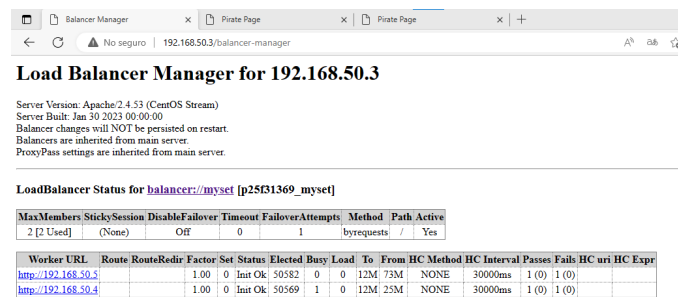 Balancer Manager
Pirate Page
Pirate Page
No seguro 192.168.50.3/balancer-manager
Load Balancer Manager for 192.168.50.3
Server Version: Apache/2.4.53 (CentOS Stream)
Server Built: Jan 30 2023 00:00:00
Balancer changes will NOT be persisted on restart.
Balancers are inherited from main server.
ProxyPass settings are inherited from main server.
LoadBalancer Status for balancer://myset [p25f31369_myset]
MaxMembers StickySession DisableFailover Timeout FailoverAttempts Method Path Active
2 [2 Used] (None) Off 0 1 byrequests / Yes
Worker URL Route RouteRedir Factor Set Status Elected Busy Load To From HC Method HC Interval Passes Fails HC uri HC Expr
http://192.168.50.5 1.00 0 Init Ok 50582 0 0 12M 73M NONE 30000ms 1 (0) 1 (0)
http://192.168.50.4 1.00 0 Init Ok 50569 1 0 12M 25M NONE 30000ms 1 (0) 1 (0)